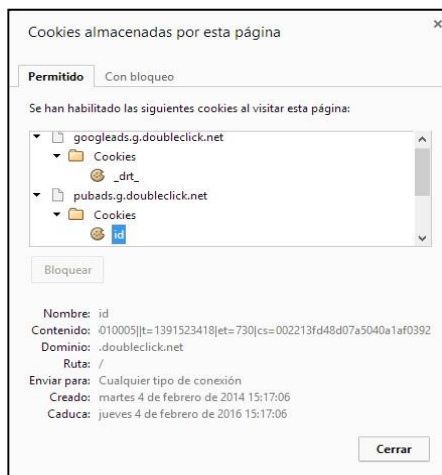 Cookies almacenadas por esta página
×
Permitido Con bloqueo
Se han habilitado las siguientes cookies al visitar esta página:
googleads.g.doubleclick.net
Cookies
_drt_
pubads.g.doubleclick.net
Cookies
id
Bloquear
Nombre: id
Contenido: 010005||t=1391523418|et=730|cs=002213fd48d07a5040a1af0392
Dominio: .doubleclick.net
Ruta: /
Enviar para: Cualquier tipo de conexión
Creado: martes 4 de febrero de 2014 15:17:06
Caduca: jueves 4 de febrero de 2016 15:17:06
Cerrar